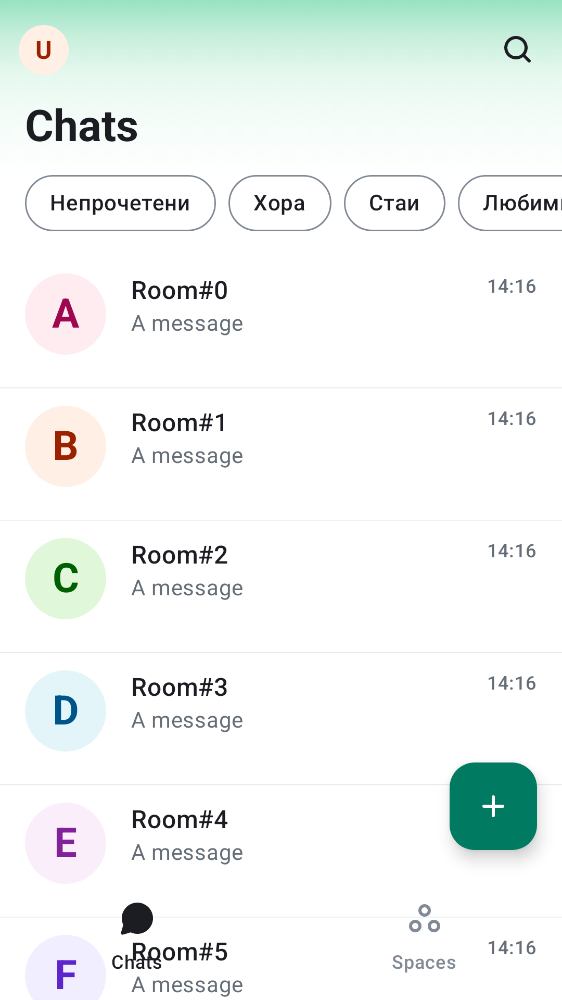 U
Chats
Непрочетени Хора Стаи Любим
A Room#0 14:16
A message
B Room#1 14:16
A message
C Room#2 14:16
A message
D Room#3 14:16
A message
E Room#4
A message
F Room#5 14:16
A message
Chats Spaces